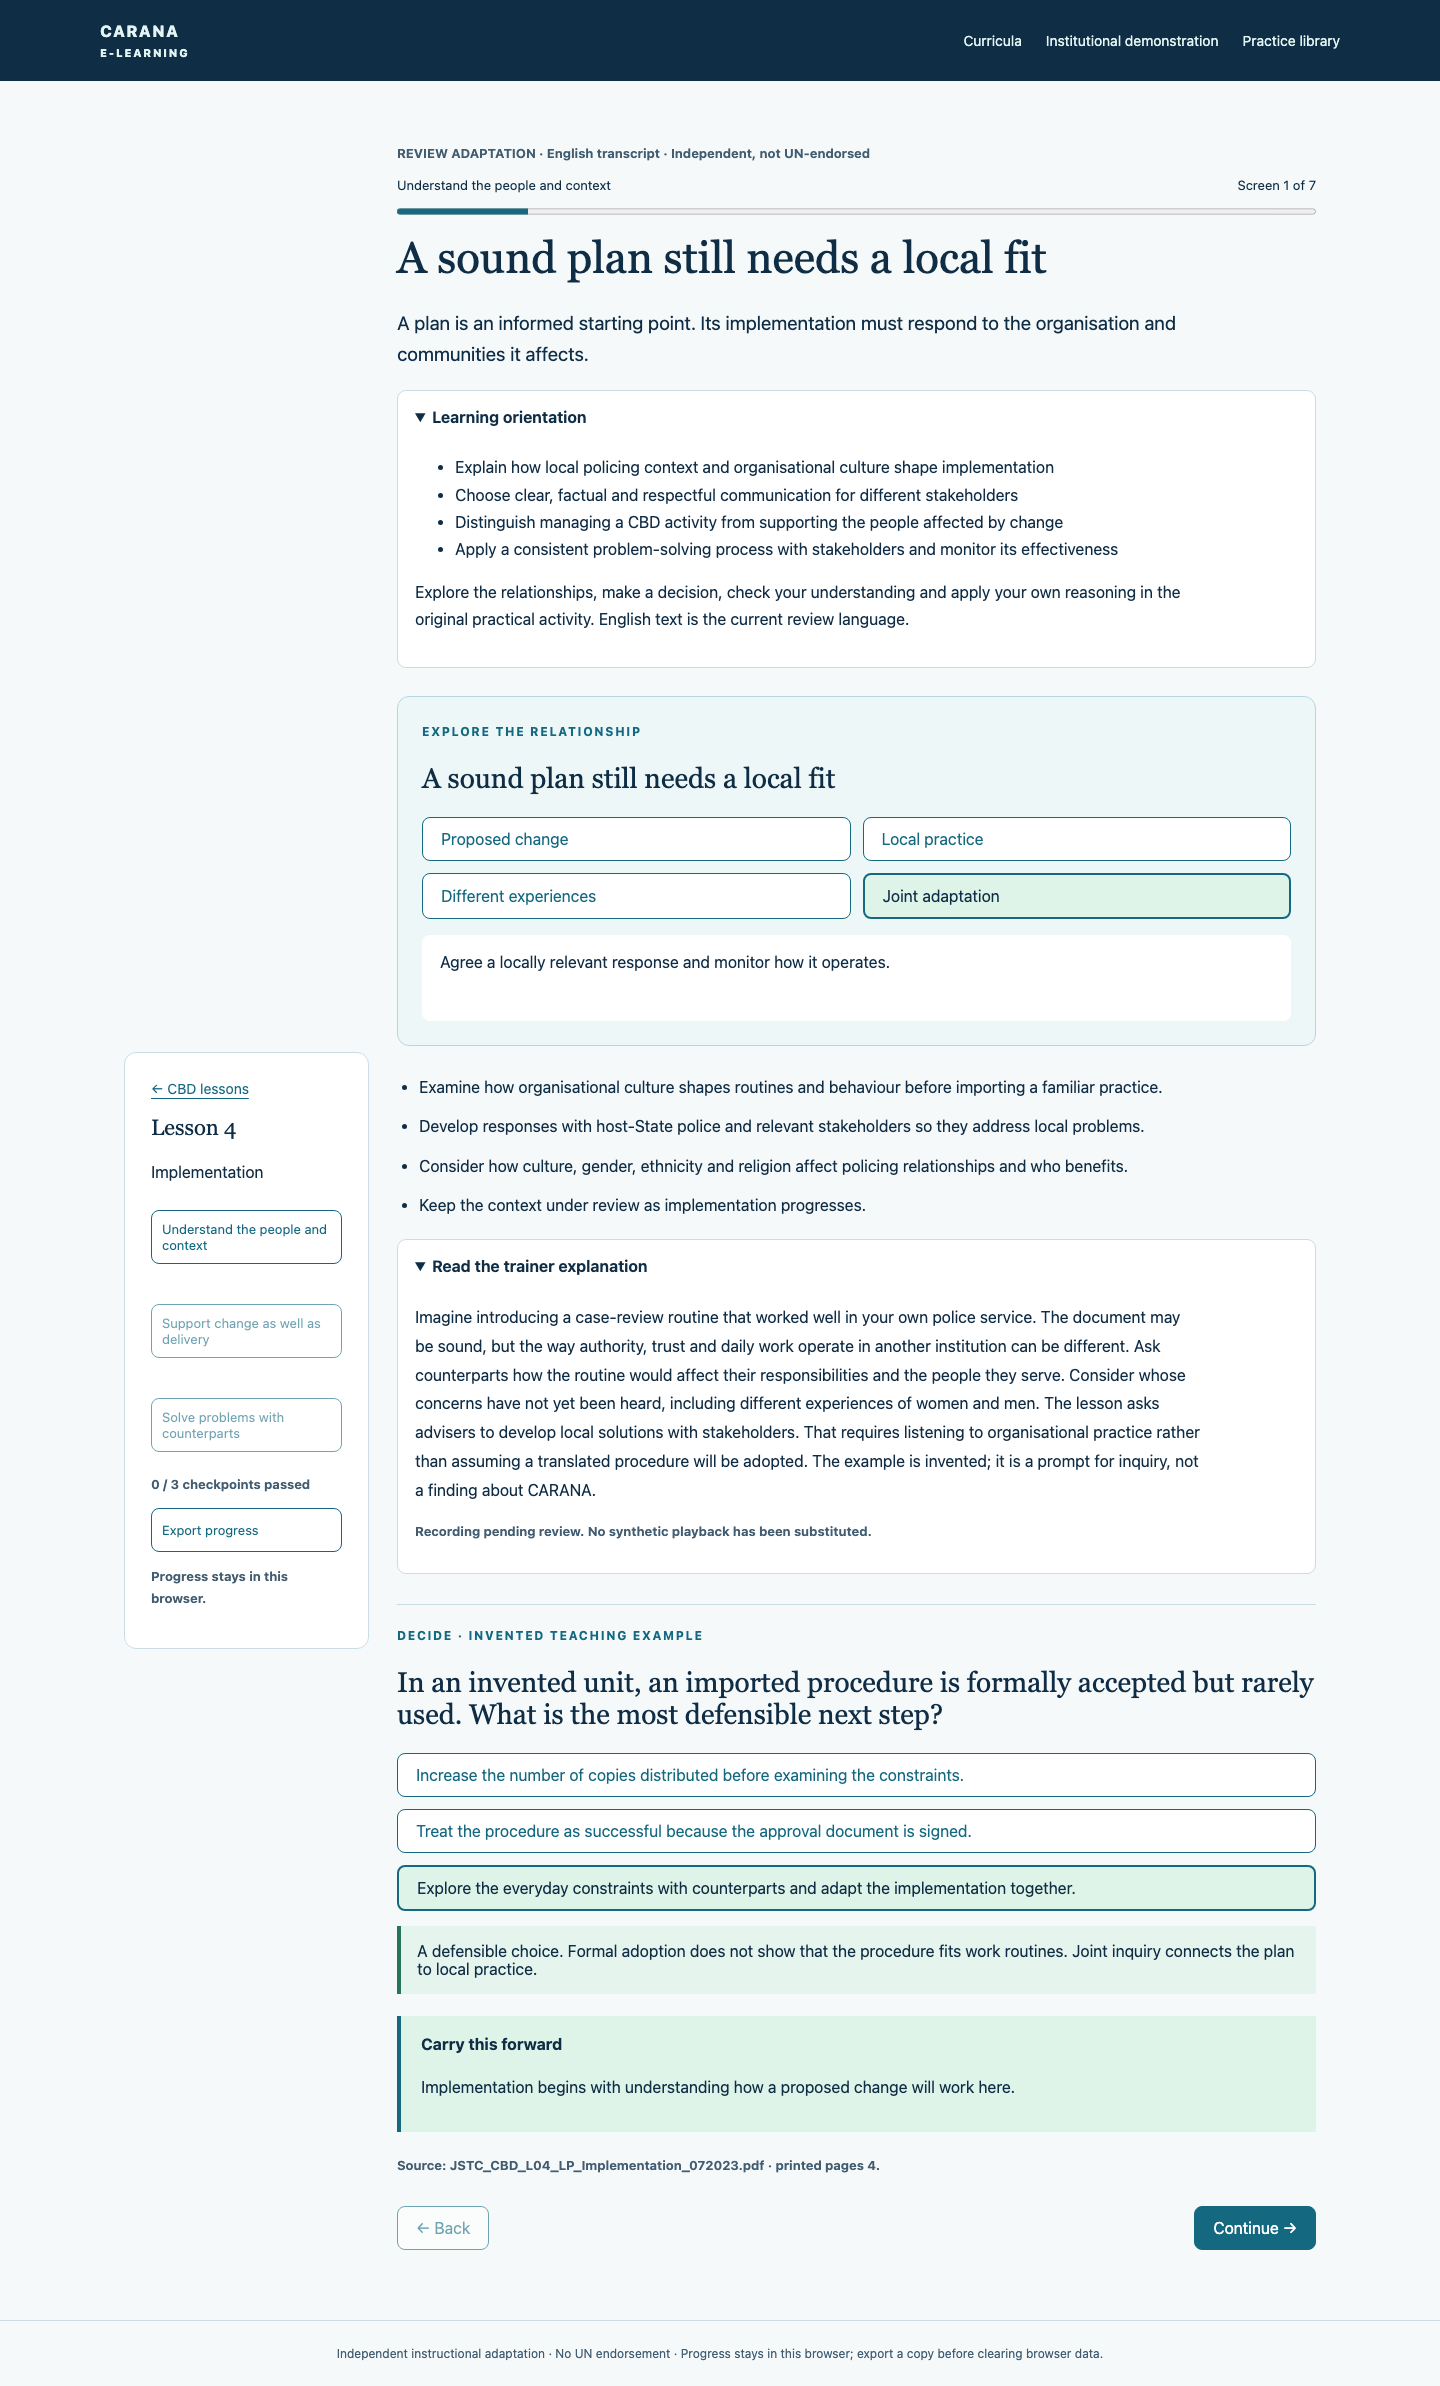 CARANA
E-LEARNING
Curricula
Institutional demonstration
Practice library
REVIEW ADAPTATION · English transcript · Independent, not UN-endorsed
Understand the people and context
Screen 1 of 7
A sound plan still needs a local fit
A plan is an informed starting point. Its implementation must respond to the organisation and
communities it affects.
▼ Learning orientation
• Explain how local policing context and organisational culture shape implementation
• Choose clear, factual and respectful communication for different stakeholders
• Distinguish managing a CBD activity from supporting the people affected by change
• Apply a consistent problem-solving process with stakeholders and monitor its effectiveness
Explore the relationships, make a decision, check your understanding and apply your own reasoning in the
original practical activity. English text is the current review language.
EXPLORE THE RELATIONSHIP
A sound plan still needs a local fit
Proposed change
Local practice
Different experiences
Joint adaptation
Agree a locally relevant response and monitor how it operates.
← CBD lessons
Lesson 4
Implementation
Understand the people and
context
Support change as well as
delivery
Solve problems with
counterparts
0 / 3 checkpoints passed
Export progress
Progress stays in this
browser.
• Examine how organisational culture shapes routines and behaviour before importing a familiar practice.
• Develop responses with host-State police and relevant stakeholders so they address local problems.
• Consider how culture, gender, ethnicity and religion affect policing relationships and who benefits.
• Keep the context under review as implementation progresses.
▼ Read the trainer explanation
Imagine introducing a case-review routine that worked well in your own police service. The document may
be sound, but the way authority, trust and daily work operate in another institution can be different. Ask
counterparts how the routine would affect their responsibilities and the people they serve. Consider whose
concerns have not yet been heard, including different experiences of women and men. The lesson asks
advisers to develop local solutions with stakeholders. That requires listening to organisational practice rather
than assuming a translated procedure will be adopted. The example is invented; it is a prompt for inquiry, not
a finding about CARANA.
Recording pending review. No synthetic playback has been substituted.
DECIDE · INVENTED TEACHING EXAMPLE
In an invented unit, an imported procedure is formally accepted but rarely
used. What is the most defensible next step?
Increase the number of copies distributed before examining the constraints.
Treat the procedure as successful because the approval document is signed.
Explore the everyday constraints with counterparts and adapt the implementation together.
A defensible choice. Formal adoption does not show that the procedure fits work routines. Joint inquiry connects the plan
to local practice.
Carry this forward
Implementation begins with understanding how a proposed change will work here.
Source: JSTC_CBD_L04_LP_Implementation_072023.pdf · printed pages 4.
← Back
Continue →
Independent instructional adaptation · No UN endorsement · Progress stays in this browser; export a copy before clearing browser data.